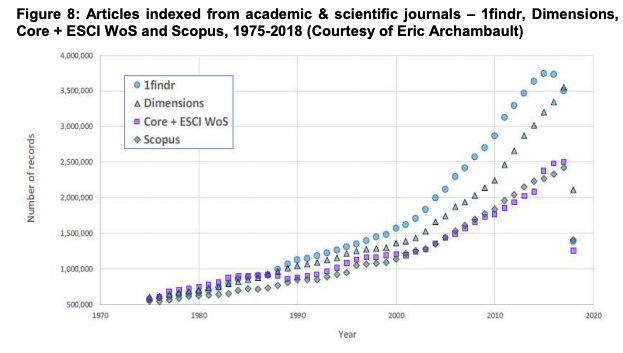 Figure 8: Articles indexed from academic & scientific journals – 1findr, Dimensions,
Core + ESCI WoS and Scopus, 1975-2018 (Courtesy of Eric Archambault)
4,000,000
3,500,000
3,000,000
2,500,000
2,000,000
1,500,000
1,000,000
500,000
Number of records
1findr
Dimensions
Core + ESCI WoS
Scopus
1970
1980
1990
2000
2010
2020
Year